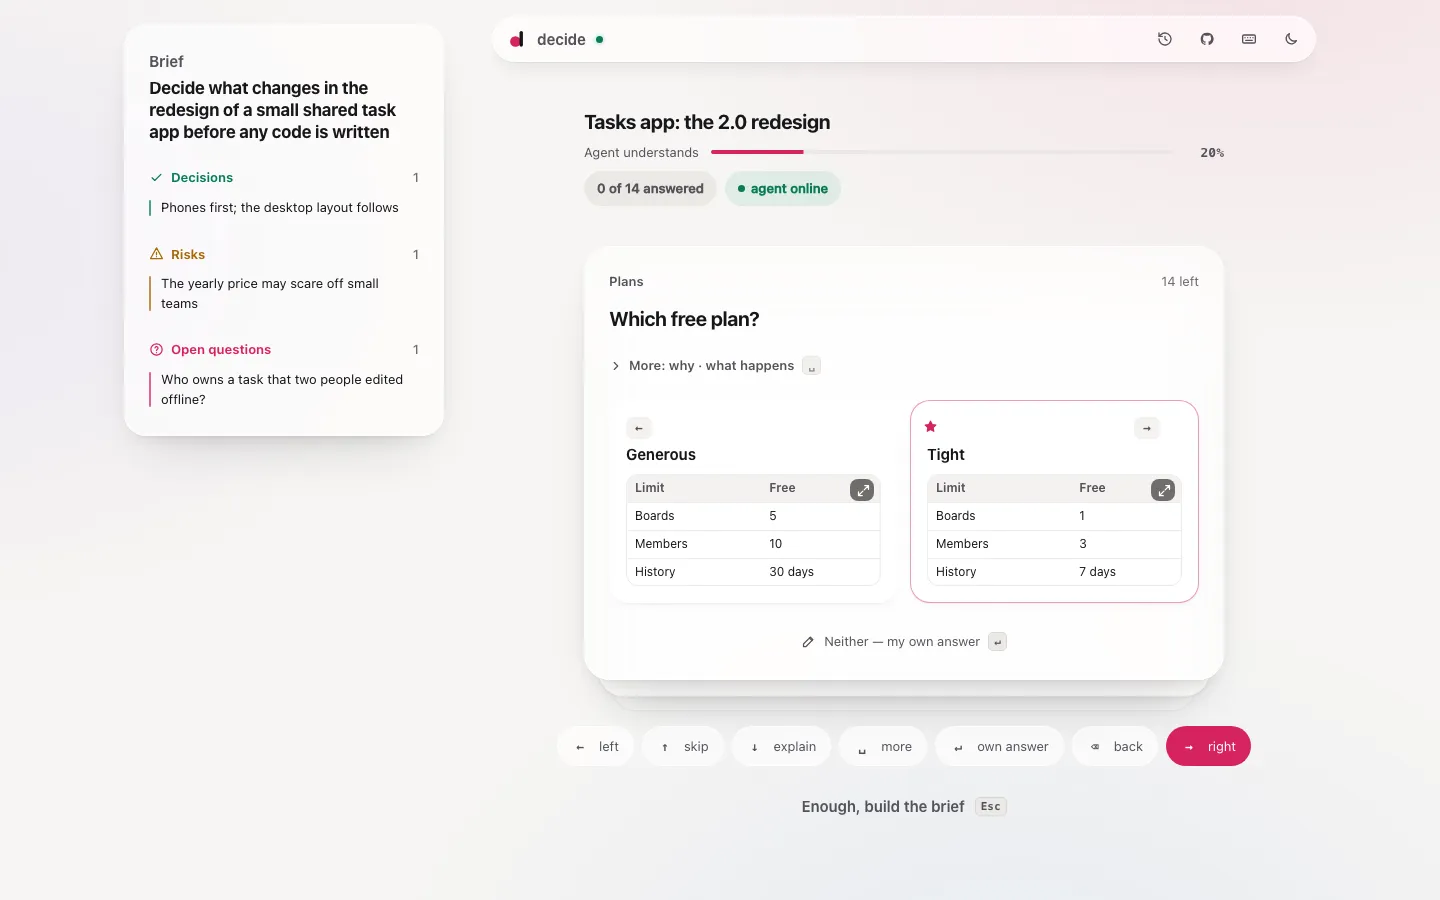 Brief
Decide what changes in the
redesign of a small shared task
app before any code is written
Decisions 1
Phones first; the desktop layout follows
Risks 1
The yearly price may scare off small
teams
Open questions 1
Who owns a task that two people edited
offline?
decide
Tasks app: the 2.0 redesign
Agent understands 20%
0 of 14 answered agent online
Plans 14 left
Which free plan?
More: why · what happens ␣
←
Generous
Limit Free
Boards 5
Members 10
History 30 days
→
Tight
Limit Free
Boards 1
Members 3
History 7 days
Neither — my own answer ↵
← left ↑ skip ↓ explain ␣ more ↵ own answer ⌫ back → right
Enough, build the brief Esc